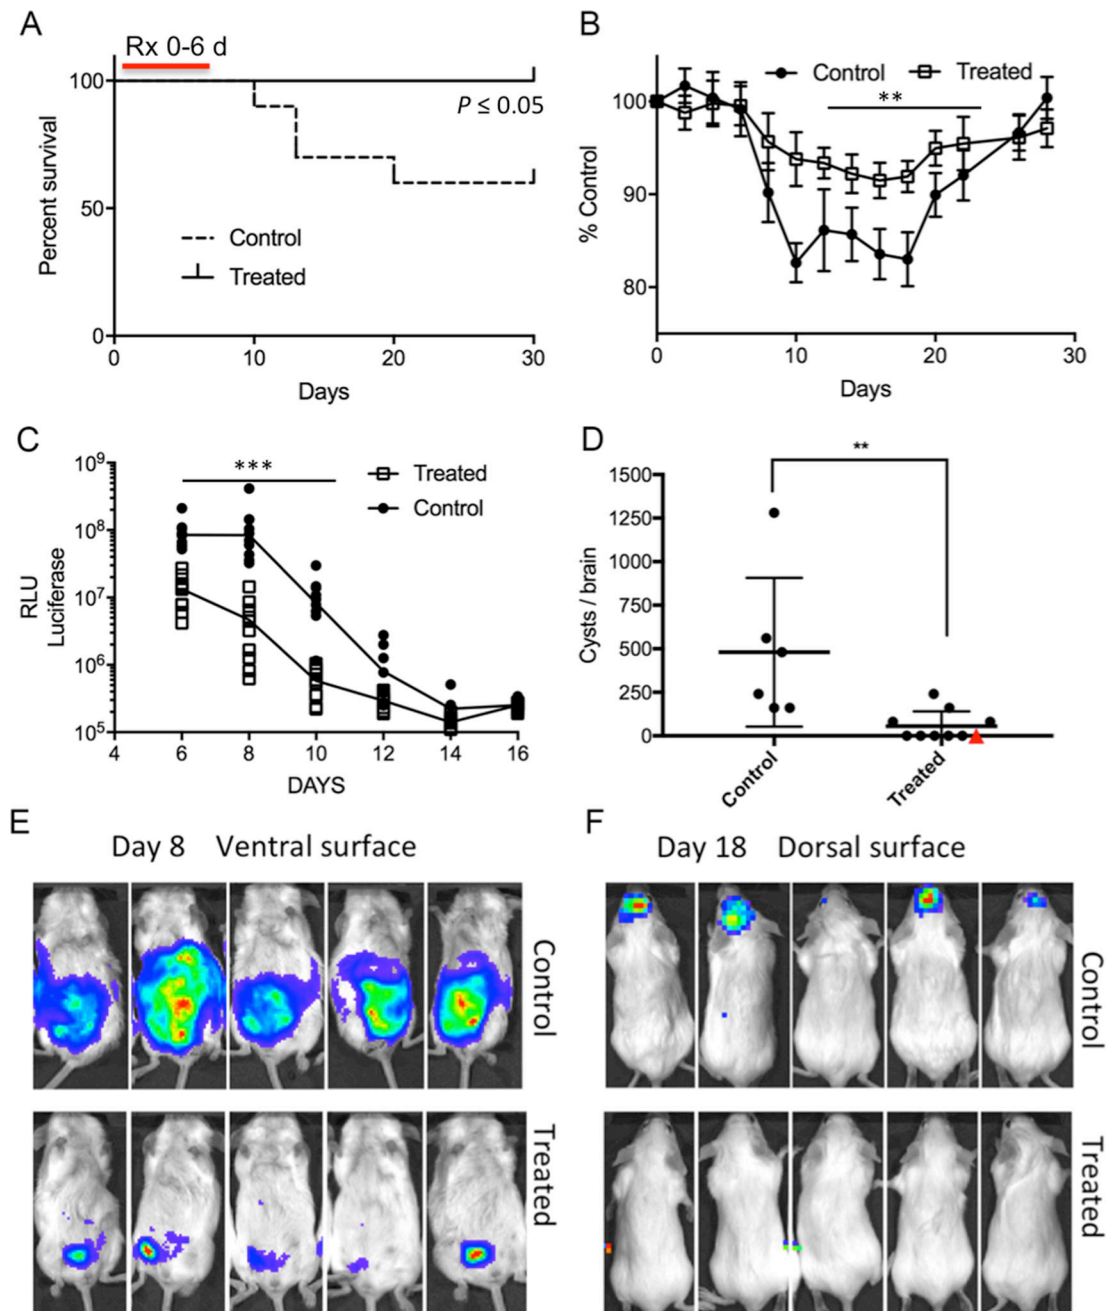 A
Rx 0-6 d
100
50
0
Percent survival
P ≤ 0.05
Control
Treated
0 10 20 30
Days
B
Control Treated
**
100
90
80
% Control
0 10 20 30
Days
C
10⁹
10⁸
10⁷
10⁶
10⁵
RLU
Luciferase
***
Treated
Control
4 6 8 10 12 14 16
DAYS
D
**
1500
1250
1000
750
500
250
0
Cysts / brain
Control
Treated
E
Day 8 Ventral surface
Control
Treated
F
Day 18 Dorsal surface
Control
Treated